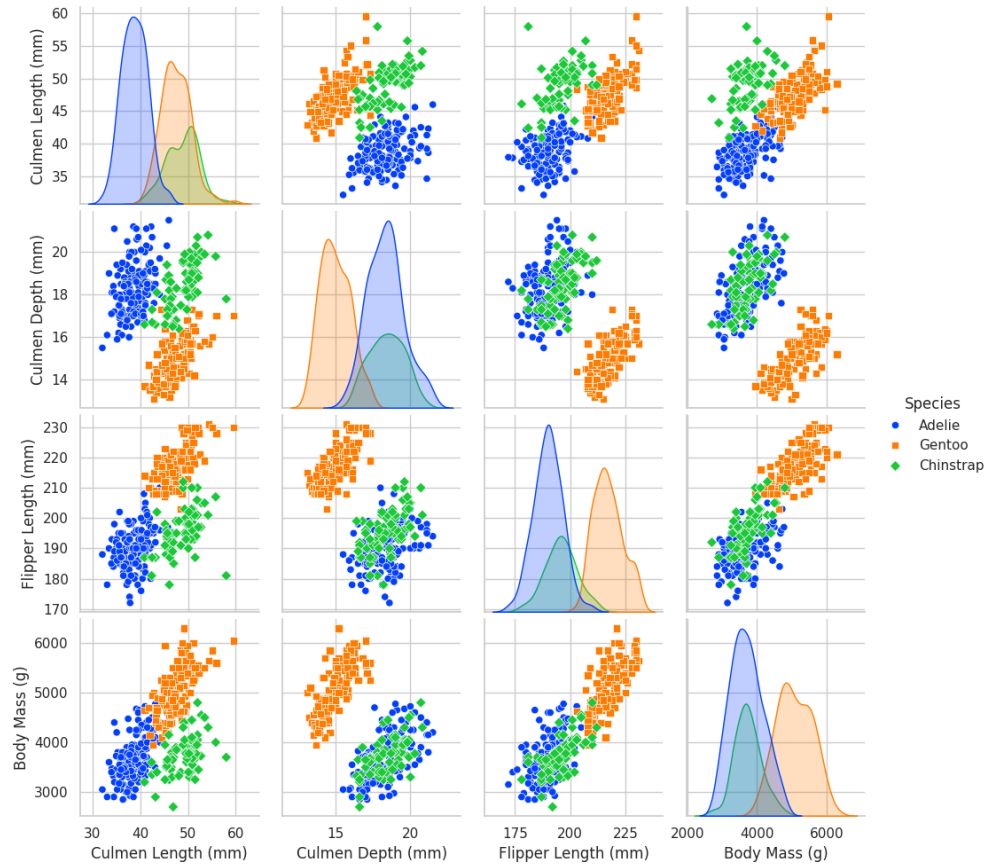 60
55
50
45
40
35
Culmen Length (mm)
20
18
16
14
Culmen Depth (mm)
Species
Adelie
Gentoo
Chinstrap
230
220
210
200
190
180
170
Flipper Length (mm)
6000
5000
4000
3000
Body Mass (g)
30 40 50 60 15 20 175 200 225 2000 4000 6000
Culmen Length (mm) Culmen Depth (mm) Flipper Length (mm) Body Mass (g)